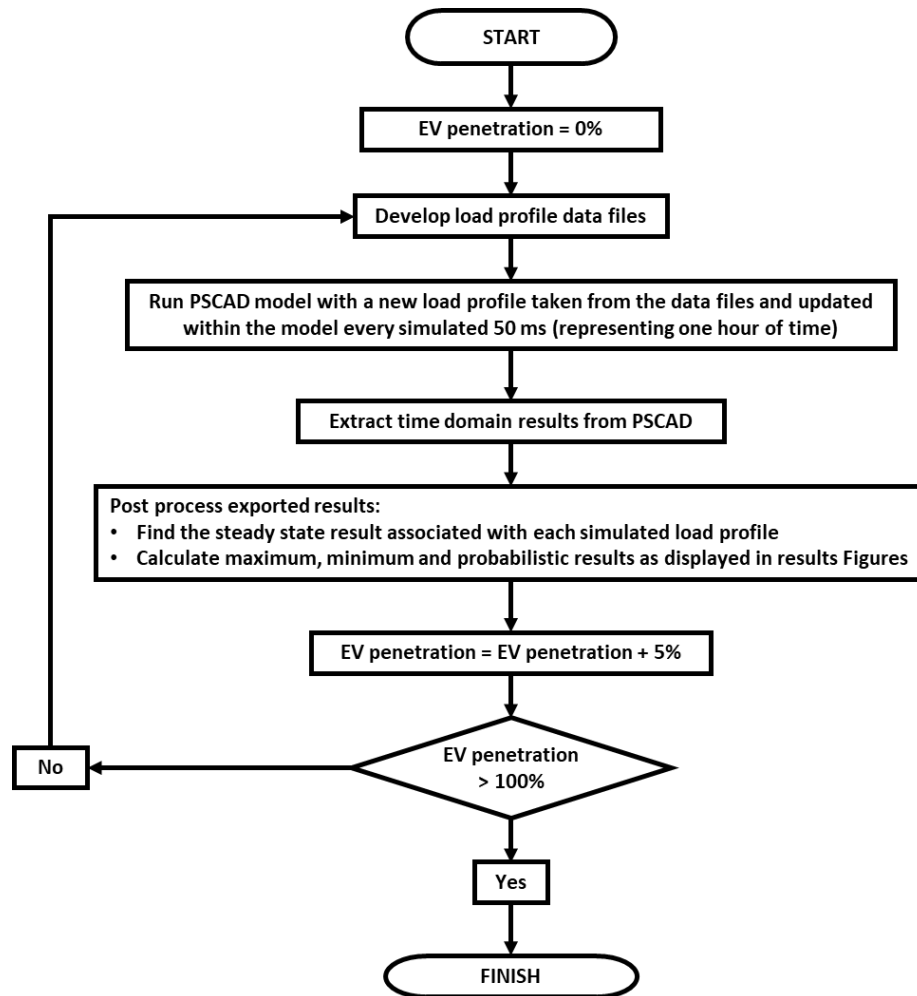 START
EV penetration = 0%
Develop load profile data files
Run PSCAD model with a new load profile taken from the data files and updated
within the model every simulated 50 ms (representing one hour of time)
Extract time domain results from PSCAD
Post process exported results:
• Find the steady state result associated with each simulated load profile
• Calculate maximum, minimum and probabilistic results as displayed in results Figures
EV penetration = EV penetration + 5%
EV penetration
> 100%
No
Yes
FINISH